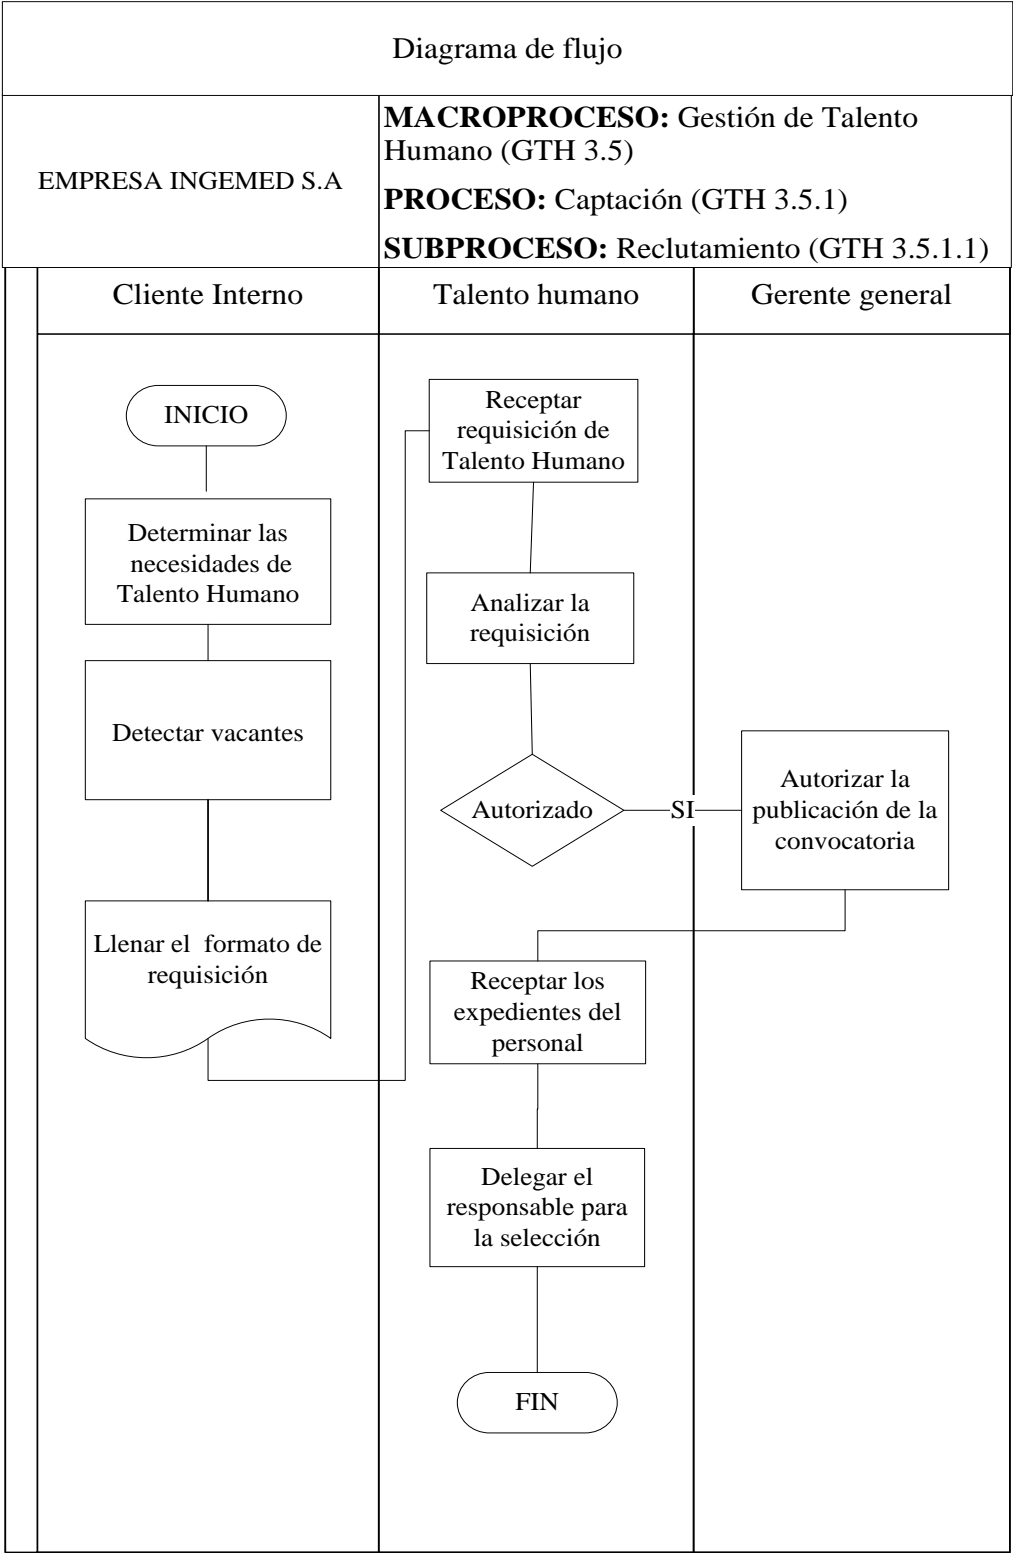 Diagrama de flujo
EMPRESA INGEMED S.A
MACROPROCESO: Gestión de Talento
Humano (GTH 3.5)
PROCESO: Captación (GTH 3.5.1)
SUBPROCESO: Reclutamiento (GTH 3.5.1.1)
Cliente Interno
Talento humano
Gerente general
INICIO
Determinar las
necesidades de
Talento Humano
Detectar vacantes
Llenar el formato de
requisición
Receptar
requisición de
Talento Humano
Analizar la
requisición
Autorizado
SI
Autorizar la
publicación de la
convocatoria
Receptar los
expedientes del
personal
Delegar el
responsable para
la selección
FIN